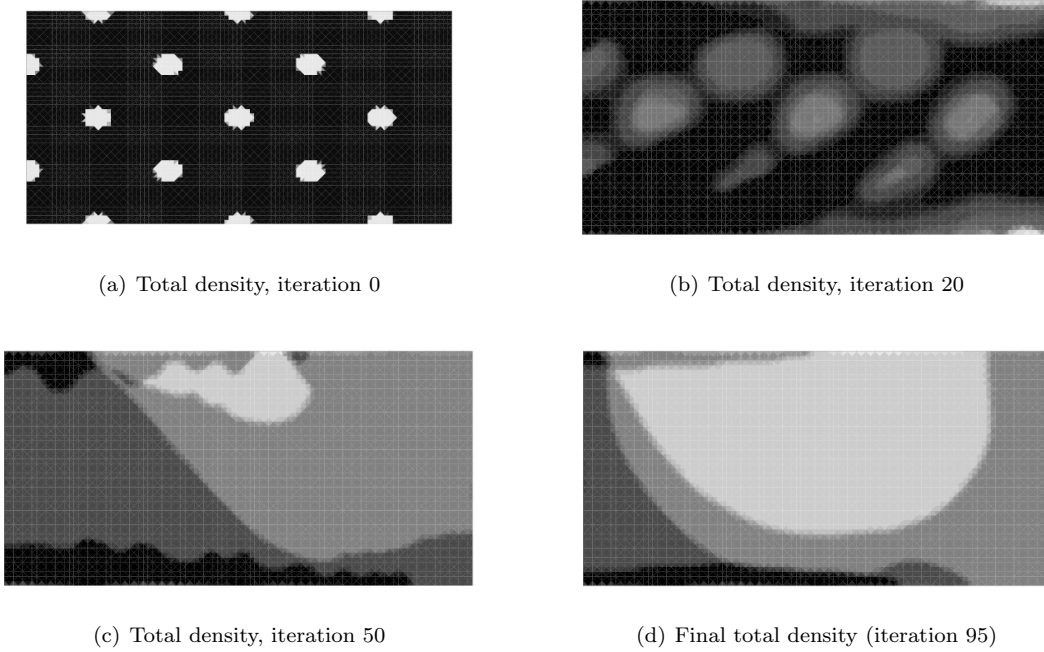 (a) Total density, iteration 0
(b) Total density, iteration 20
(c) Total density, iteration 50
(d) Final total density (iteration 95)